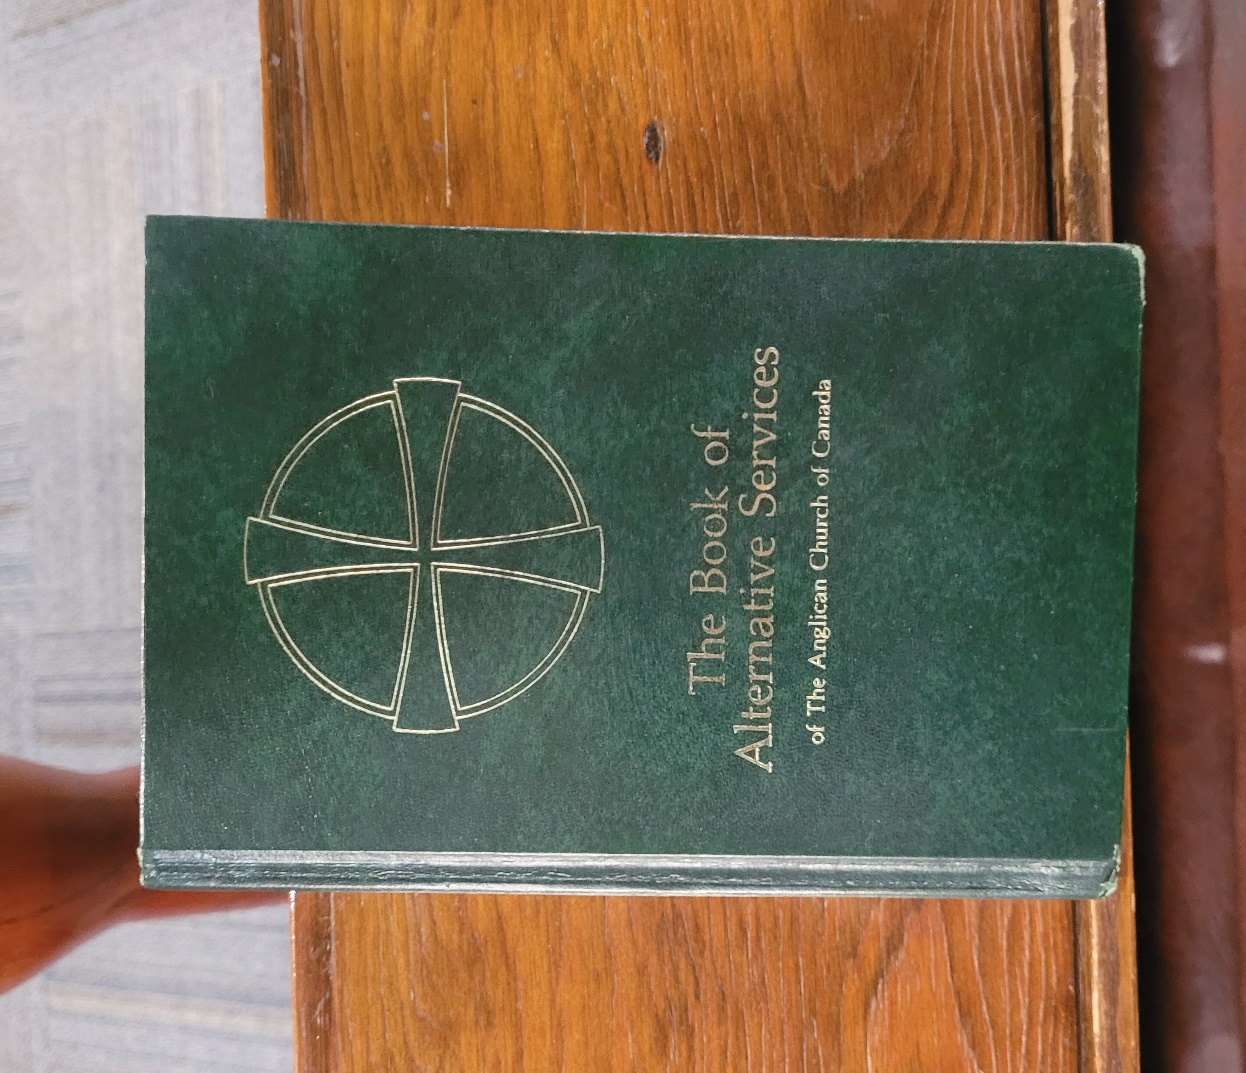 The Book of
Alternative Services
of The Anglican Church of Canada